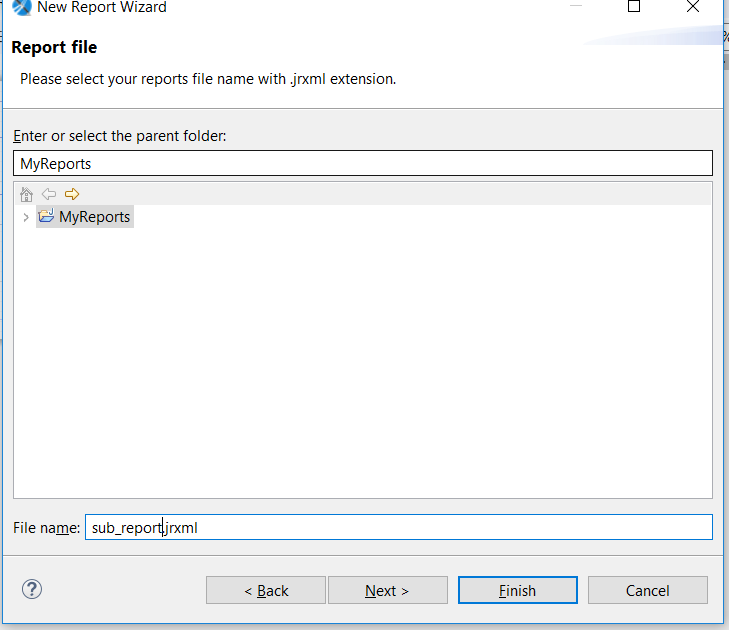 New Report Wizard
Report file
Please select your reports file name with .jrxml extension.
Enter or select the parent folder:
MyReports
MyReports
File name: sub_report.jrxml
? < Back Next > Finish Cancel